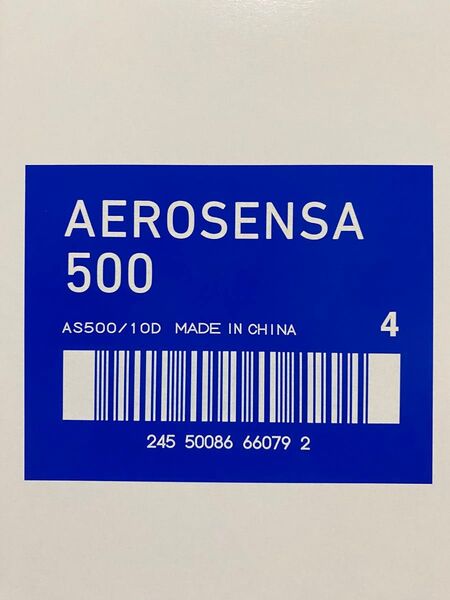 AEROSENSA
500
AS500/10D MADE IN CHINA 4
245 50086 66079 2